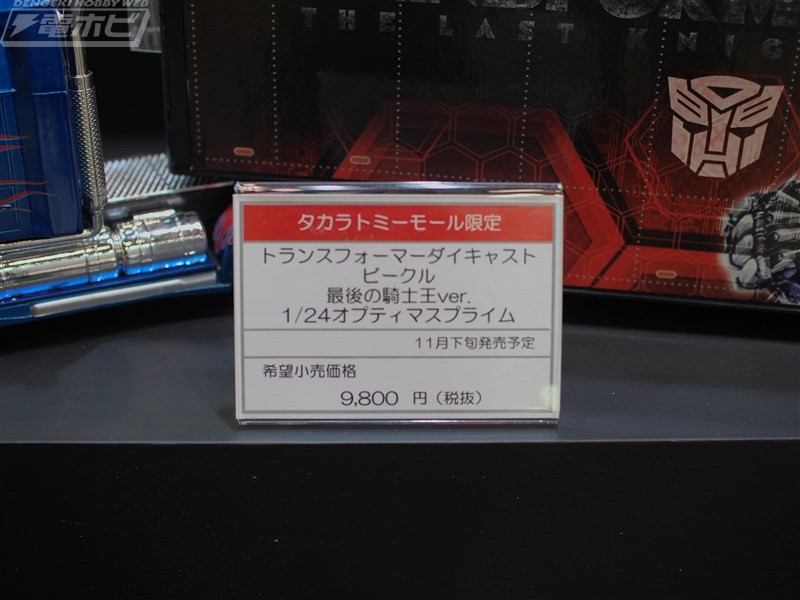 DENGEKI HOBBY WEB
電ホビ
THE LAST KNIG
タカラトミーモール限定
トランスフォーマーダイキャスト
ビークル
最後の騎士王ver.
1/24オプティマスプライム
11月下旬発売予定
希望小売価格
9,800 円（税抜）